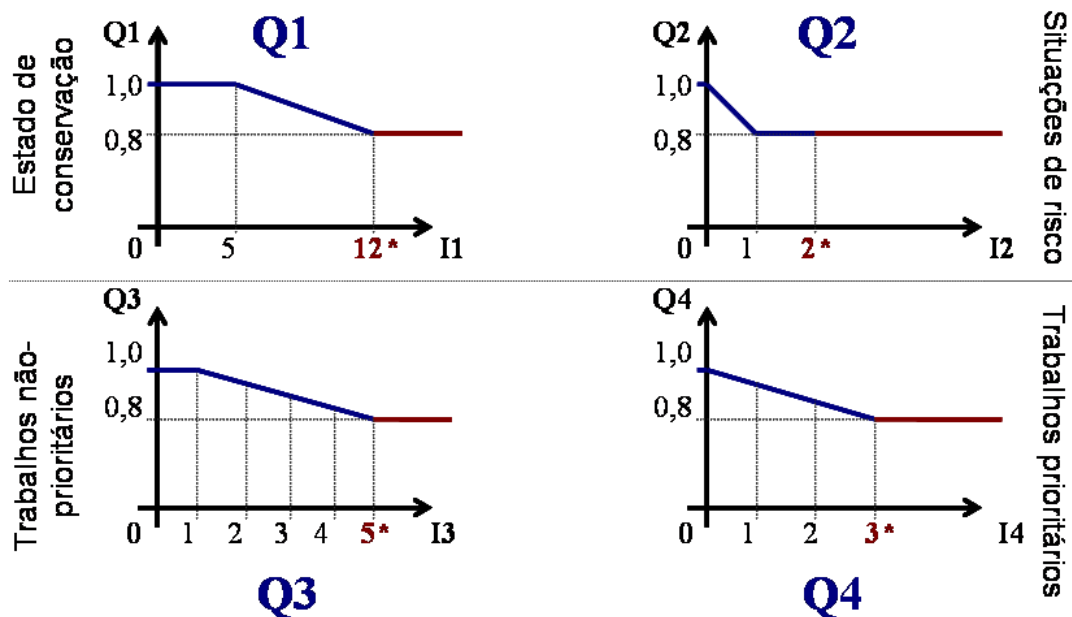 Estado de
conservação
Q1
Q1
1,0
0,8
0
5
12*
I1
Q2
Q2
1,0
0,8
0
1
2*
I2
Situações de risco
Trabalhos não-
prioritários
Q3
1,0
0,8
0
1
2
3
4
5*
I3
Q3
Q4
1,0
0,8
0
1
2
3*
I4
Q4
Trabalhos prioritários